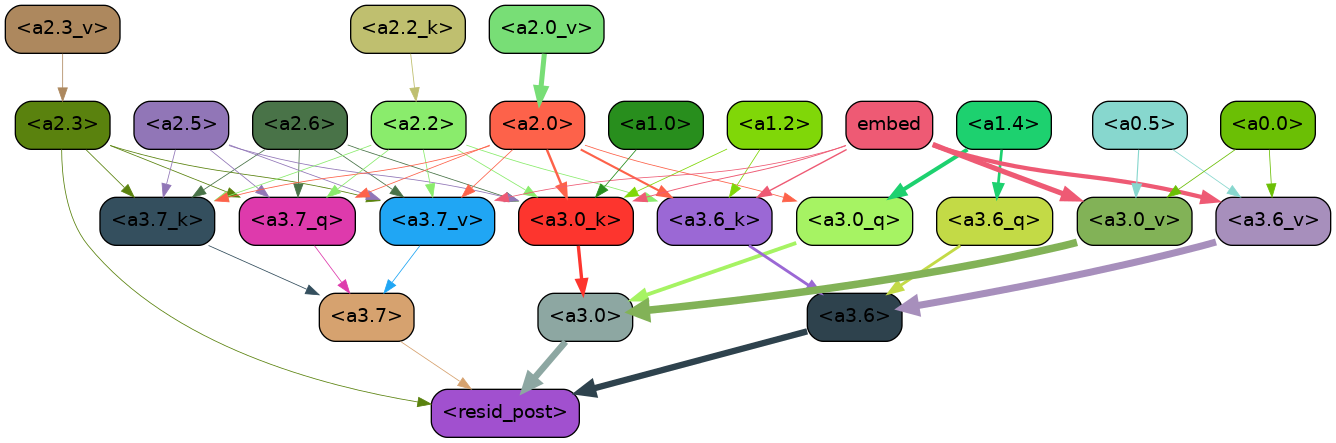 <a2.3_v>
<a2.2_k>
<a2.0_v>
<a2.3>
<a2.5>
<a2.6>
<a2.2>
<a2.0>
<a1.0>
<a1.2>
embed
<a1.4>
<a0.5>
<a0.0>
<a3.7_k>
<a3.7_q>
<a3.7_v>
<a3.0_k>
<a3.6_k>
<a3.0_q>
<a3.6_q>
<a3.0_v>
<a3.6_v>
<a3.7>
<a3.0>
<a3.6>
<resid_post>